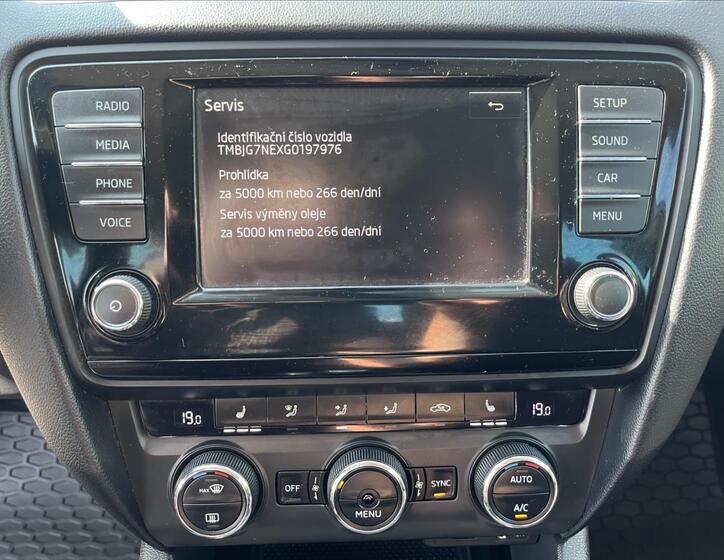 RADIO
MEDIA
PHONE
VOICE
Servis
Identifikační číslo vozidla
TMBJG7NEXG0197976
Prohlídka
za 5000 km nebo 266 den/dní
Servis výměny oleje
za 5000 km nebo 266 den/dní
SETUP
SOUND
CAR
MENU
19.0
19.0
MAX
OFF
MENU
SYNC
AUTO
A/C